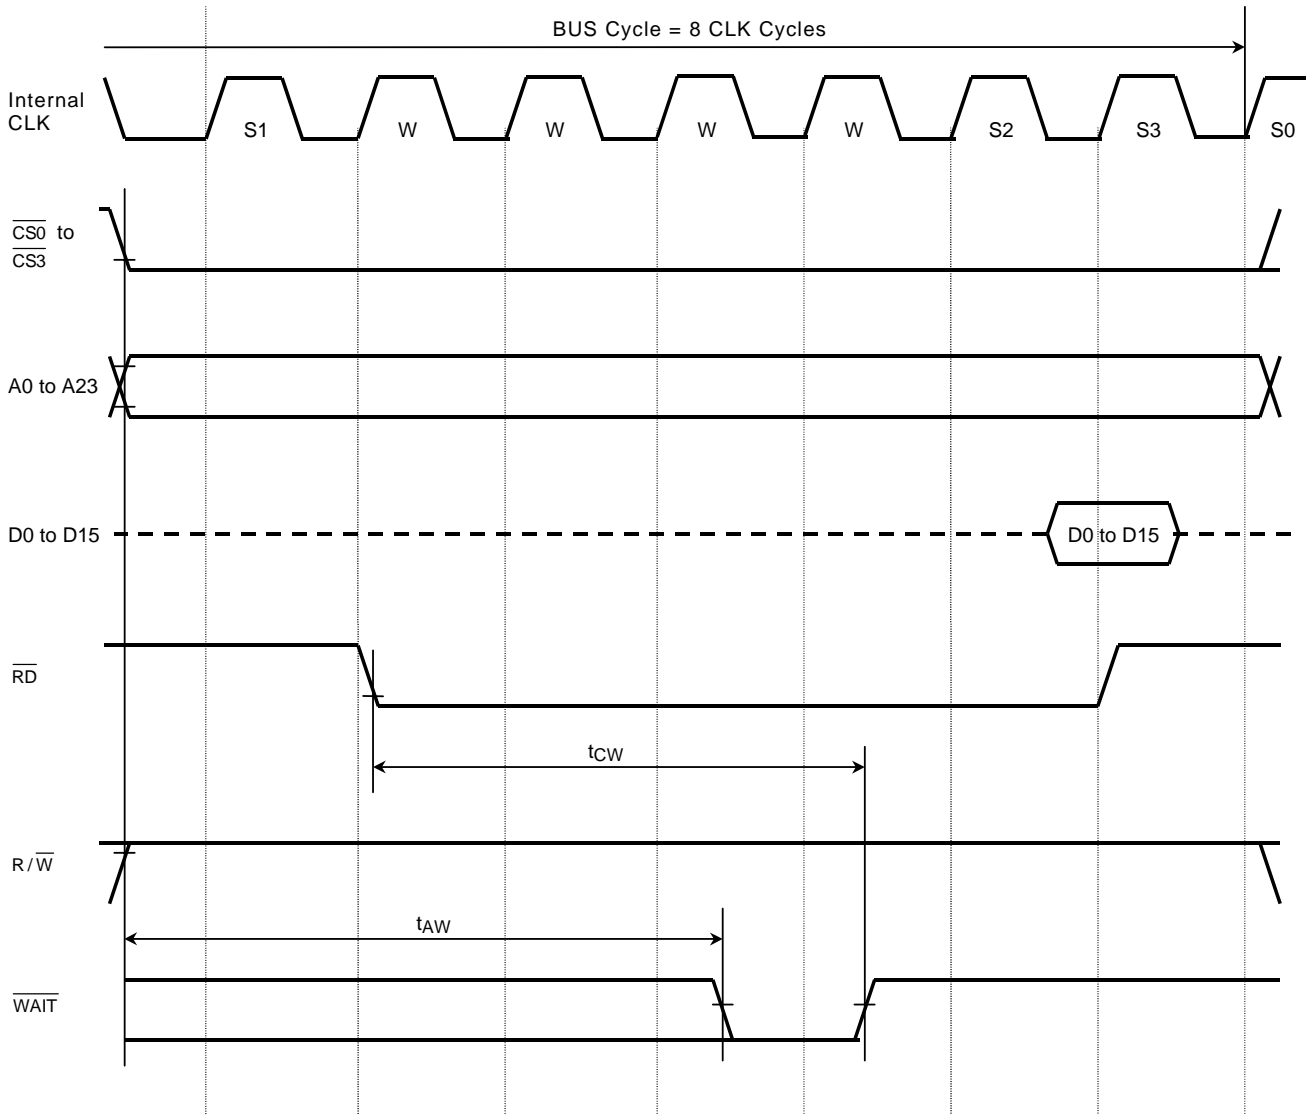 BUS Cycle = 8 CLK Cycles
Internal
CLK
S1 W W W W S2 S3 S0
CS0 to
CS3
A0 to A23
D0 to D15
D0 to D15
RD
tCW
R/W
tAW
WAIT